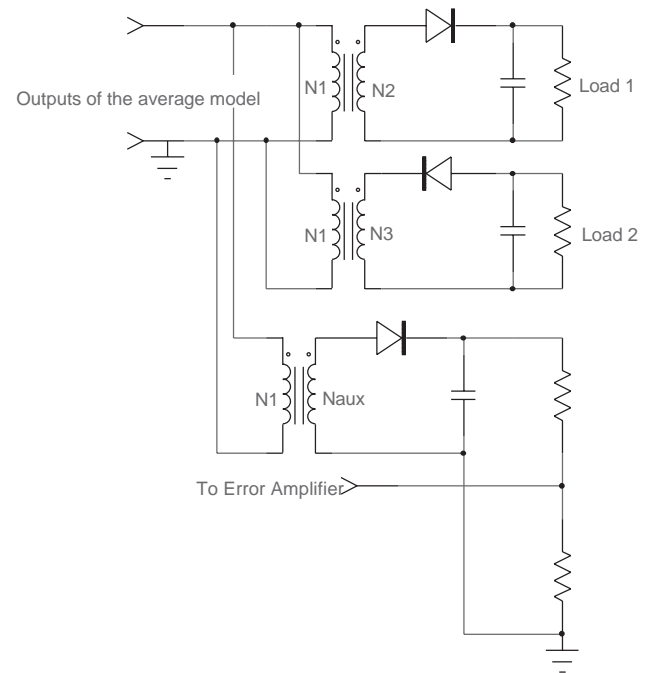 N1
N2
Load 1
Outputs of the average model
N1
N3
Load 2
N1
Naux
To Error Amplifier